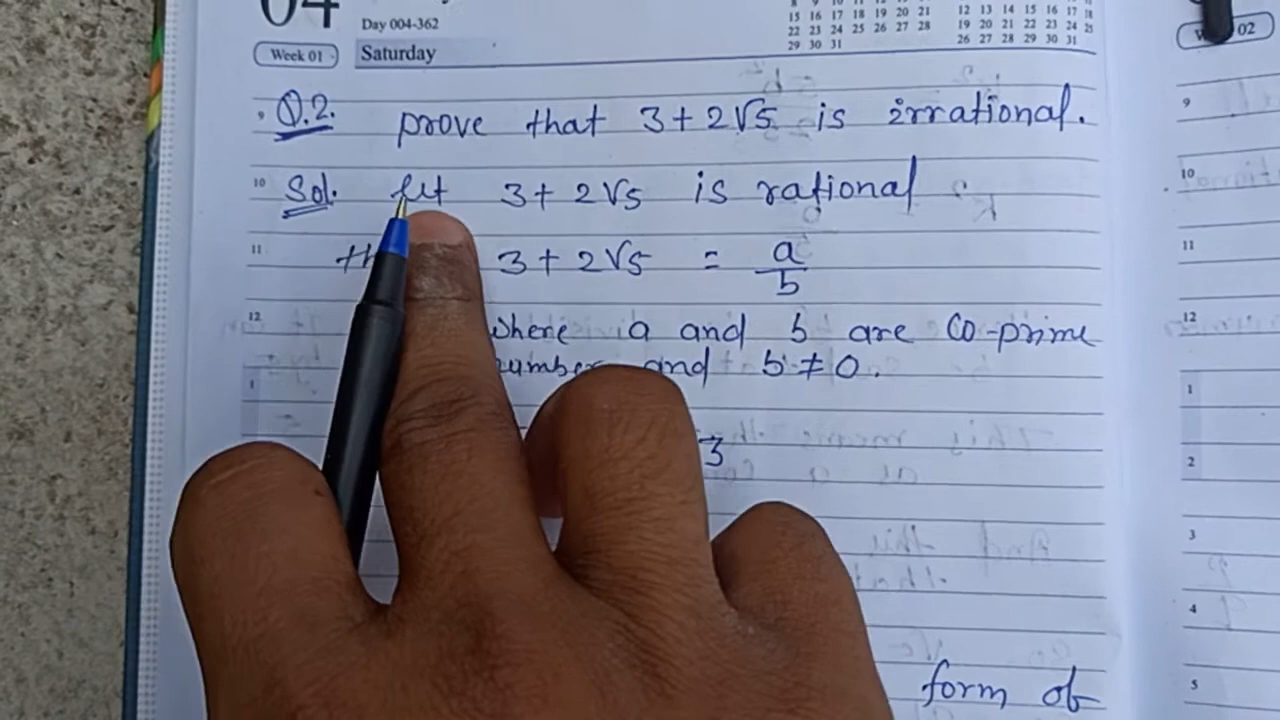 04
Day 004-362
Week 01
Saturday
15 16 17 18 19 20 21
22 23 24 25 26 27 28
29 30 31
12 13 14 15 16 17 18
19 20 21 22 23 24 25
26 27 28 29 30 31
02
9 Q.2. prove that 3+2√5 is irrational.
10 Sol. let 3+2√5 is rational
11 3+2√5 = a/b
12 where a and b are Co-prime
and b≠0.
1
3
form of
9
10
11
12
1
2
3
4
5